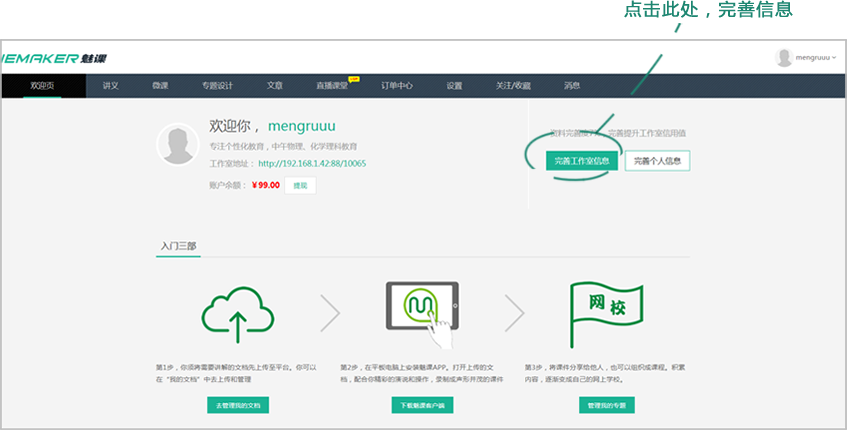 点击此处，完善信息
IEMAKER 魅课
mengruuu
欢迎页 讲义 微课 专题设计 文章 直播课堂 订单中心 设置 关注/收藏 消息
欢迎你， mengruuu
专注个性化教育，中午物理、化学理科教育
工作室地址： http://192.168.1.42:88/10065
账户余额： ¥99.00 提现
资料完善度 完善提升工作室信用值
完善工作室信息 完善个人信息
入门三部
网校
第1步，你须将需要讲解的文档先上传至平台。你可以
在“我的文档”中去上传和管理
去管理我的文档
第2步，在平板电脑上安装魅课APP。打开上传的文
档，配合你精彩的演说和操作，录制成声形并茂的课件
下载魅课客户端
第3步，将课件分享给他人，也可以组织成课程。积累
内容，逐渐变成自己的网上学校。
管理我的专题